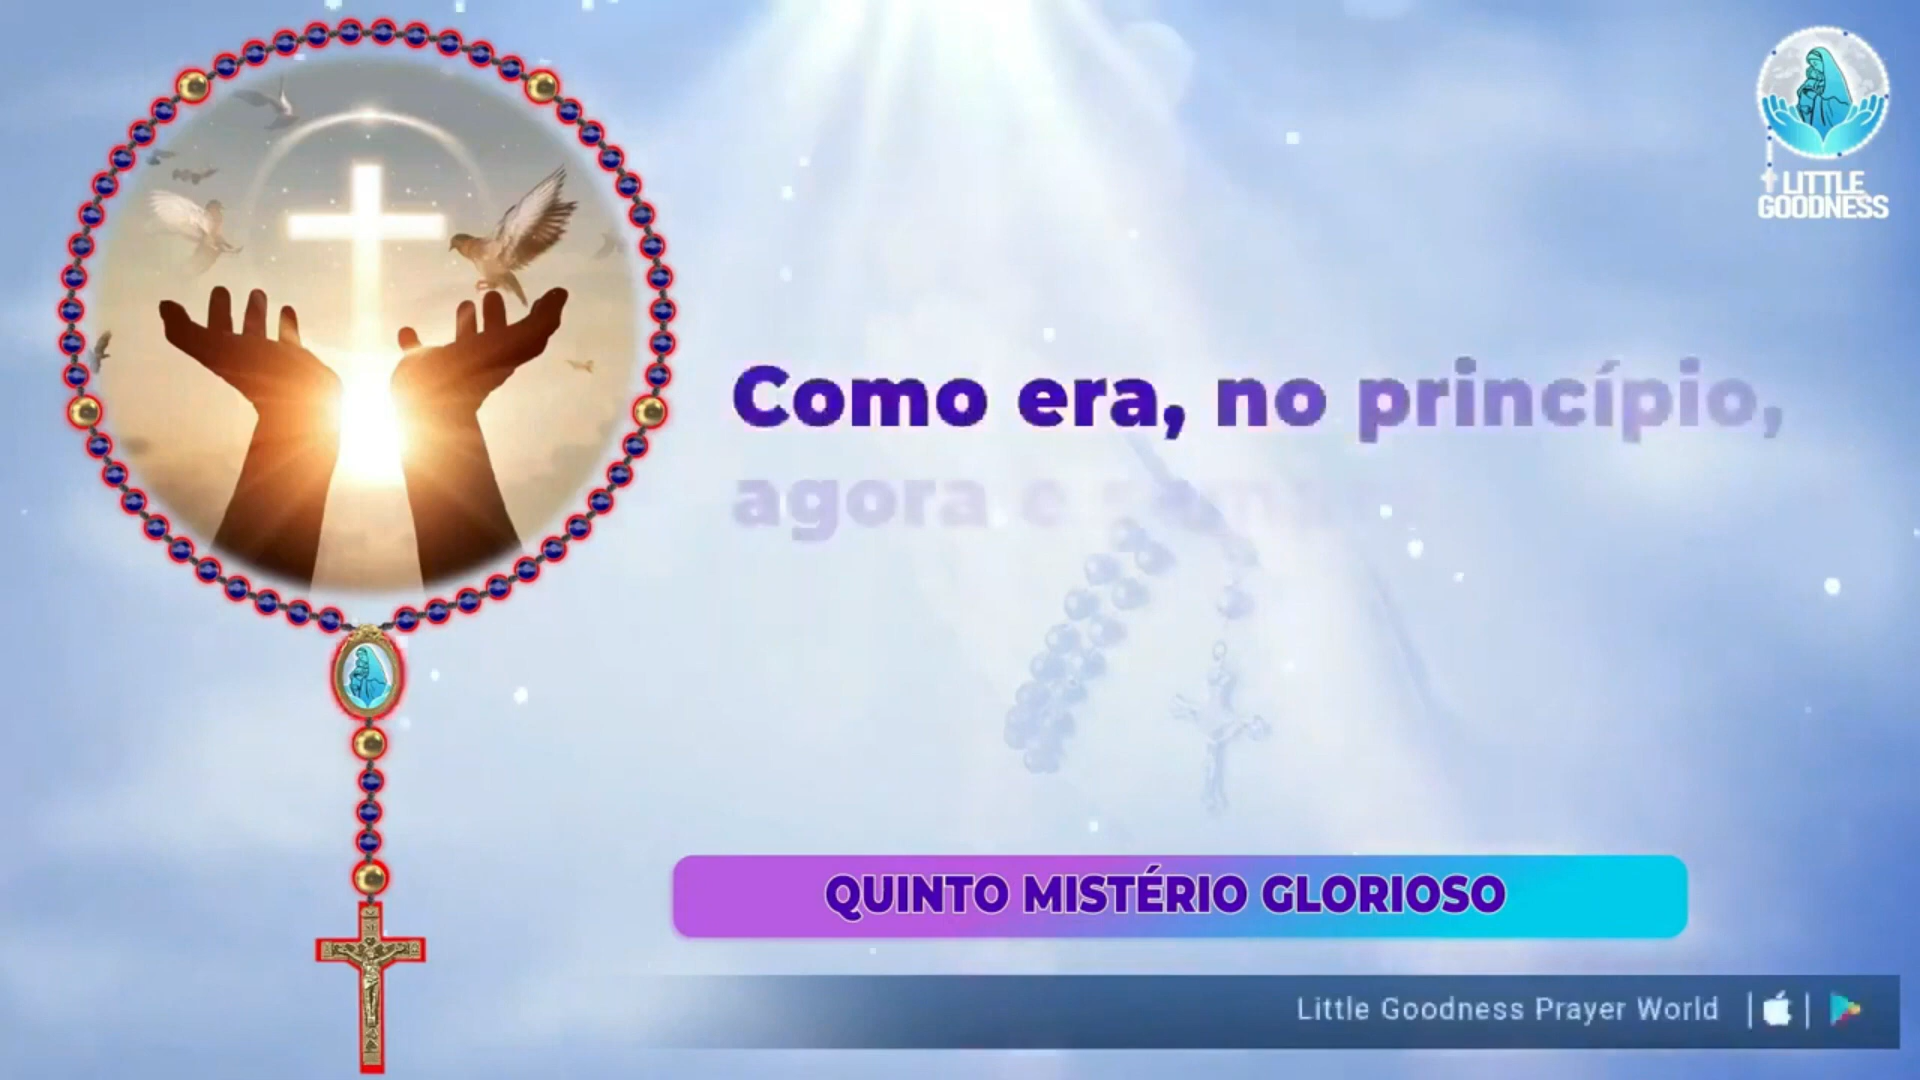 LITTLE
GOODNESS
Como era, no princípio,
agora e
QUINTO MISTÉRIO GLORIOSO
Little Goodness Prayer World